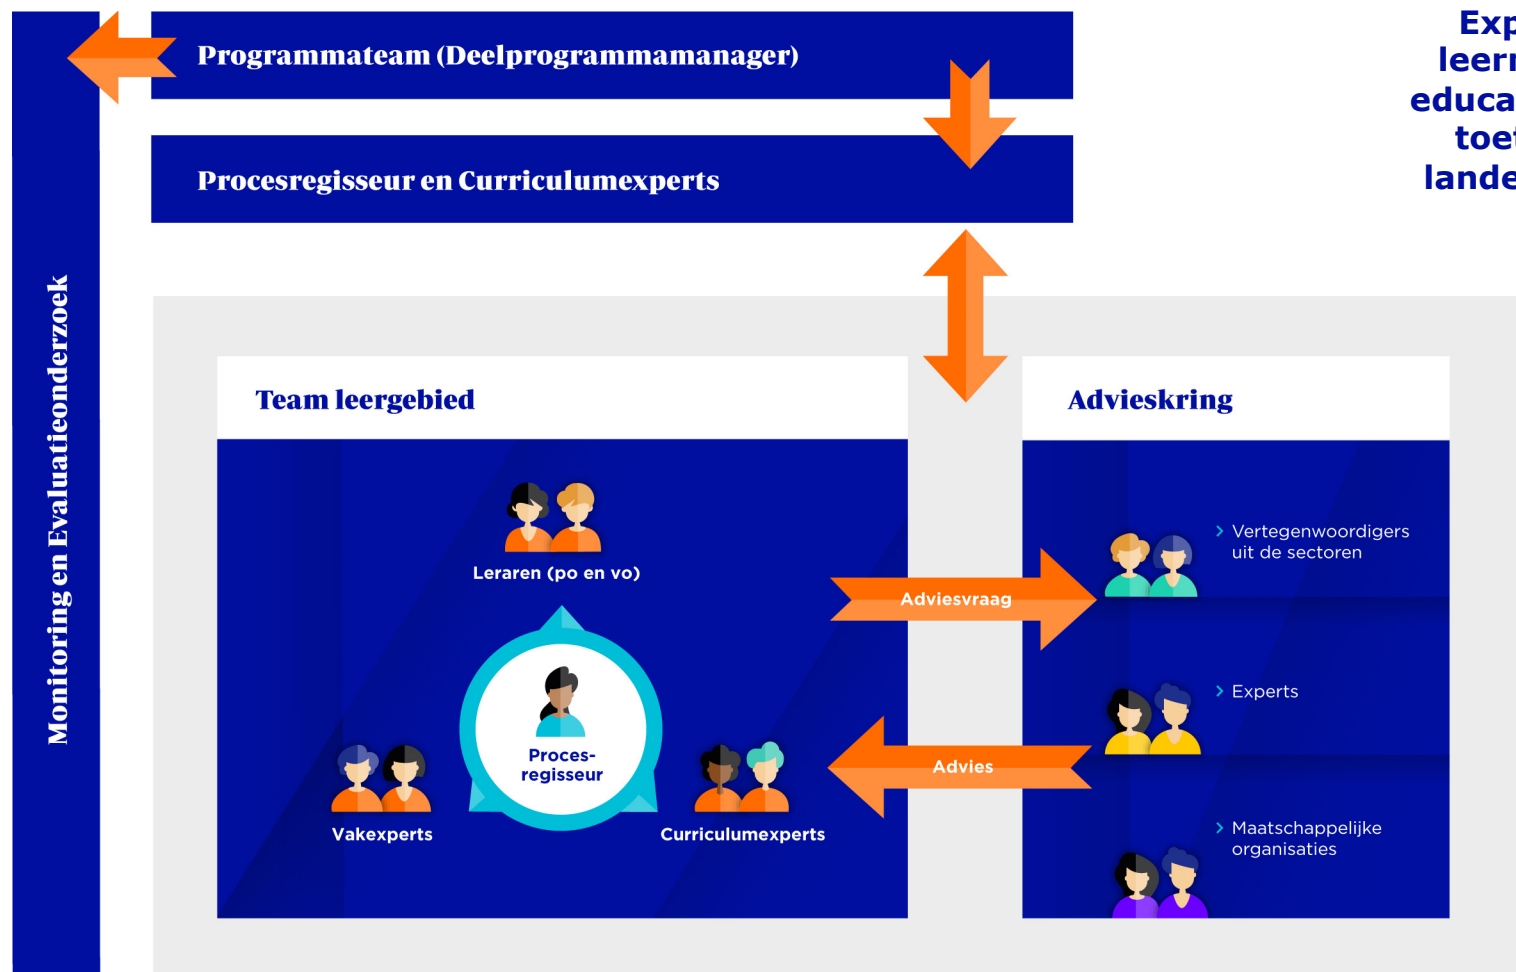 Programmateam (Deelprogrammamanager)
Procesregisseur en Curriculumexperts
Monitoring en Evaluatieonderzoek
Team leergebied
Leraren (po en vo)
Proces-
regisseur
Vakexperts
Curriculumexperts
Adviesvraag
Advies
Advieskring
Vertegenwoordigers
uit de sectoren
Experts
Maatschappelijke
organisaties